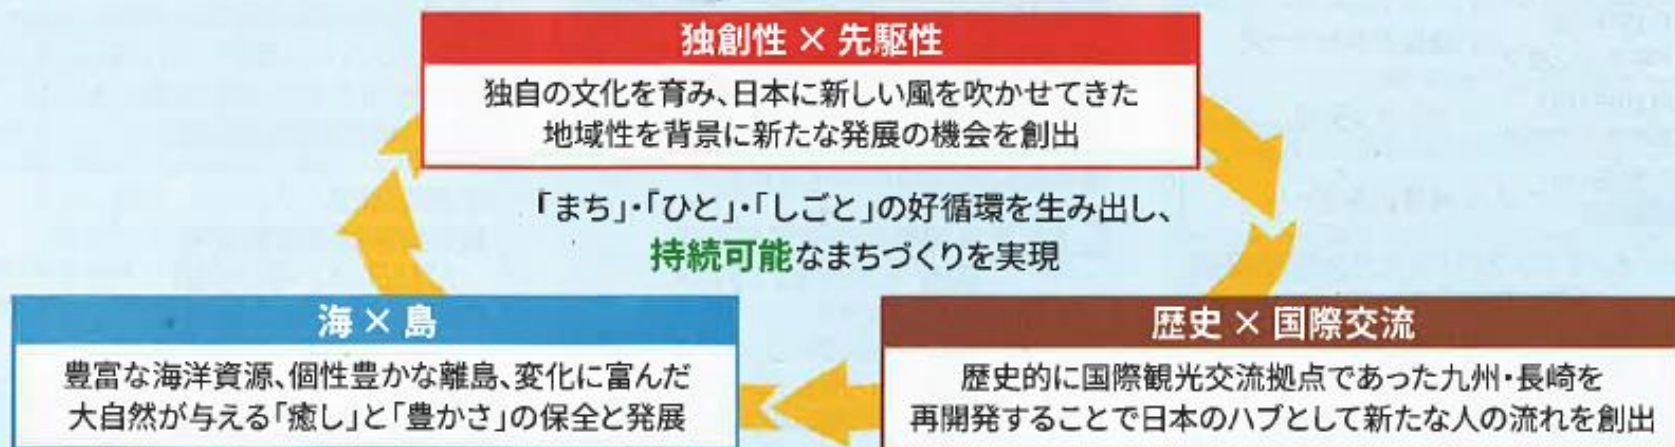 独創性 × 先駆性
独自の文化を育み、日本に新しい風を吹かせてきた
地域性を背景に新たな発展の機会を創出
「まち」・「ひと」・「しごと」の好循環を生み出し、
持続可能なまちづくりを実現
海 × 島
豊富な海洋資源、個性豊かな離島、変化に富んだ
大自然が与える「癒し」と「豊かさ」の保全と発展
歴史 × 国際交流
歴史的に国際観光交流拠点であった九州・長崎を
再開発することで日本のハブとして新たな人の流れを創出